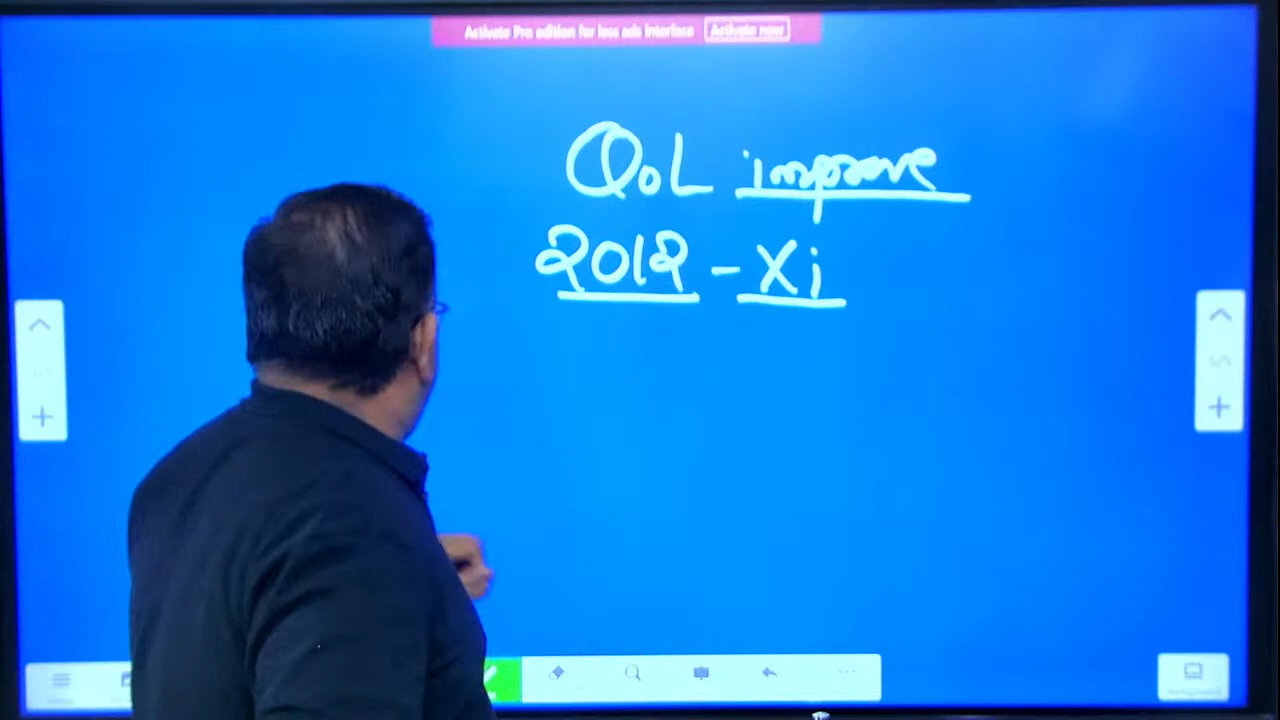 Activate Pro edition for less ads interface Activate now
QoL improve
2012 - Xi